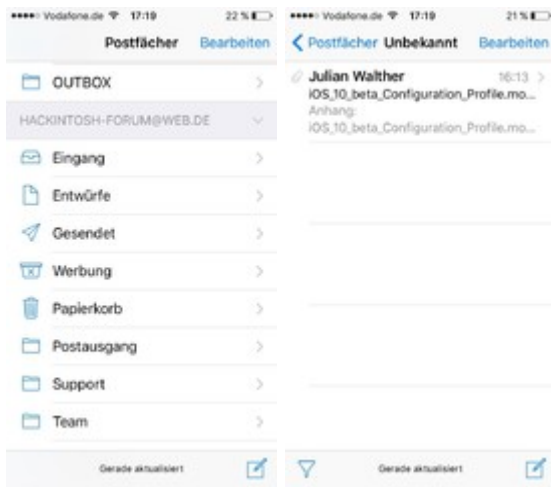 Vodafone.de 17:19 22 %
Postfächer Bearbeiten
OUTBOX
HACKINTOSH-FORUM@WEB.DE
Eingang
Entwürfe
Gesendet
Werbung
Papierkorb
Postausgang
Support
Team
Gerade aktualisiert
Vodafone.de 17:19 21 %
Postfächer Unbekannt Bearbeiten
Julian Walther 16:13
iOS_10_beta_Configuration_Profile.mo...
Anhang:
iOS_10_beta_Configuration_Profile.mo...
Gerade aktualisiert